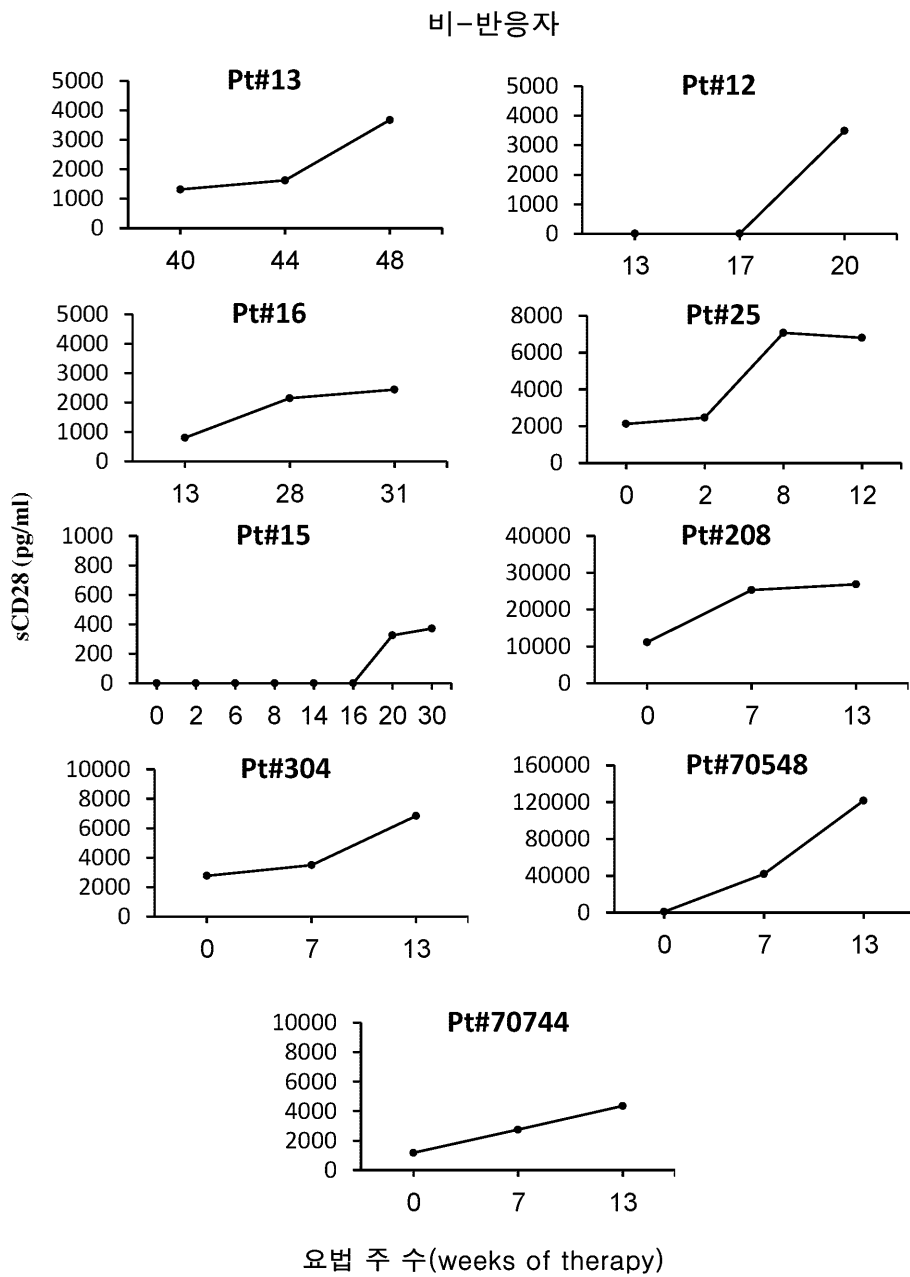 비-반응자
Pt#13
5000
4000
3000
2000
1000
0
40 44 48
Pt#12
5000
4000
3000
2000
1000
0
13 17 20
Pt#16
5000
4000
3000
2000
1000
0
13 28 31
Pt#25
8000
6000
4000
2000
0
0 2 8 12
sCD28 (pg/ml)
Pt#15
1000
800
600
400
200
0
0 2 6 8 14 16 20 30
Pt#208
40000
30000
20000
10000
0
0 7 13
Pt#304
10000
8000
6000
4000
2000
0
0 7 13
Pt#70548
160000
120000
80000
40000
0
0 7 13
Pt#70744
10000
8000
6000
4000
2000
0
0 7 13
요법 주 수(weeks of therapy)